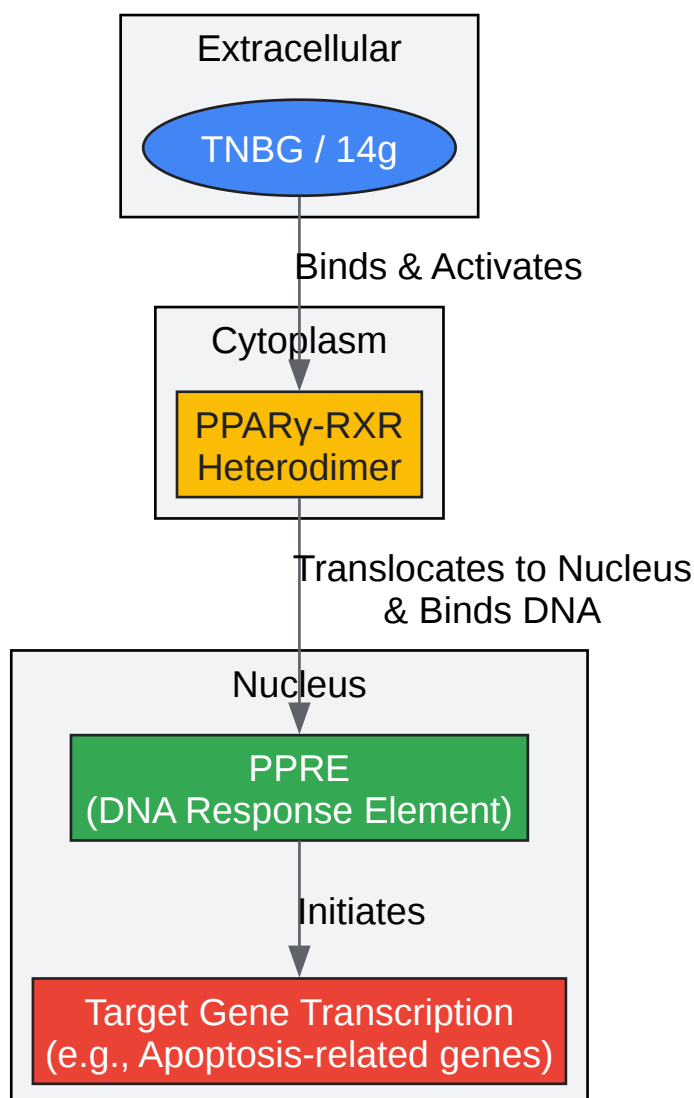 Extracellular
TNBG / 14g
Binds & Activates
Cytoplasm
PPARγ-RXR
Heterodimer
Translocates to Nucleus
& Binds DNA
Nucleus
PPRE
(DNA Response Element)
Initiates
Target Gene Transcription
(e.g., Apoptosis-related genes)